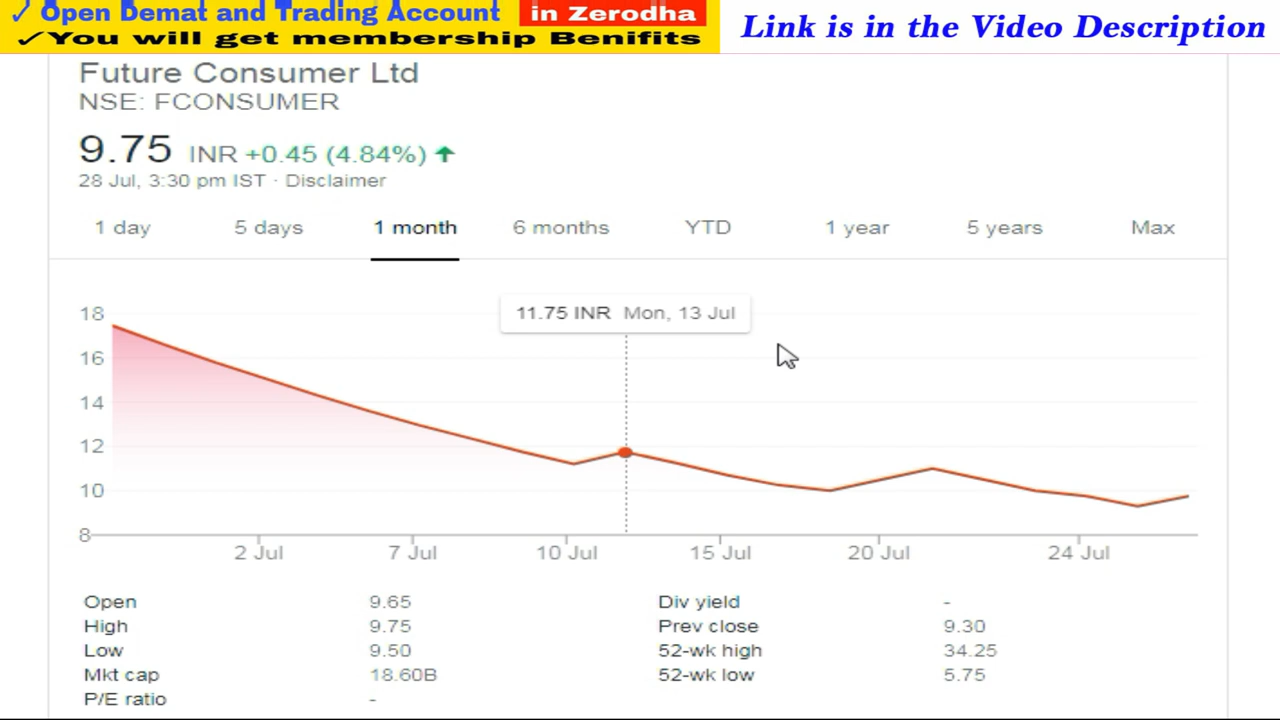 ✓ Open Demat and Trading Account in Zerodha
✓You will get membership Benifits
Link is in the Video Description
Future Consumer Ltd
NSE: FCONSUMER
9.75 INR +0.45 (4.84%) ↑
28 Jul, 3:30 pm IST · Disclaimer
1 day 5 days 1 month 6 months YTD 1 year 5 years Max
11.75 INR Mon, 13 Jul
18
16
14
12
10
8
2 Jul 7 Jul 10 Jul 15 Jul 20 Jul 24 Jul
Open 9.65 Div yield -
High 9.75 Prev close 9.30
Low 9.50 52-wk high 34.25
Mkt cap 18.60B 52-wk low 5.75
P/E ratio -